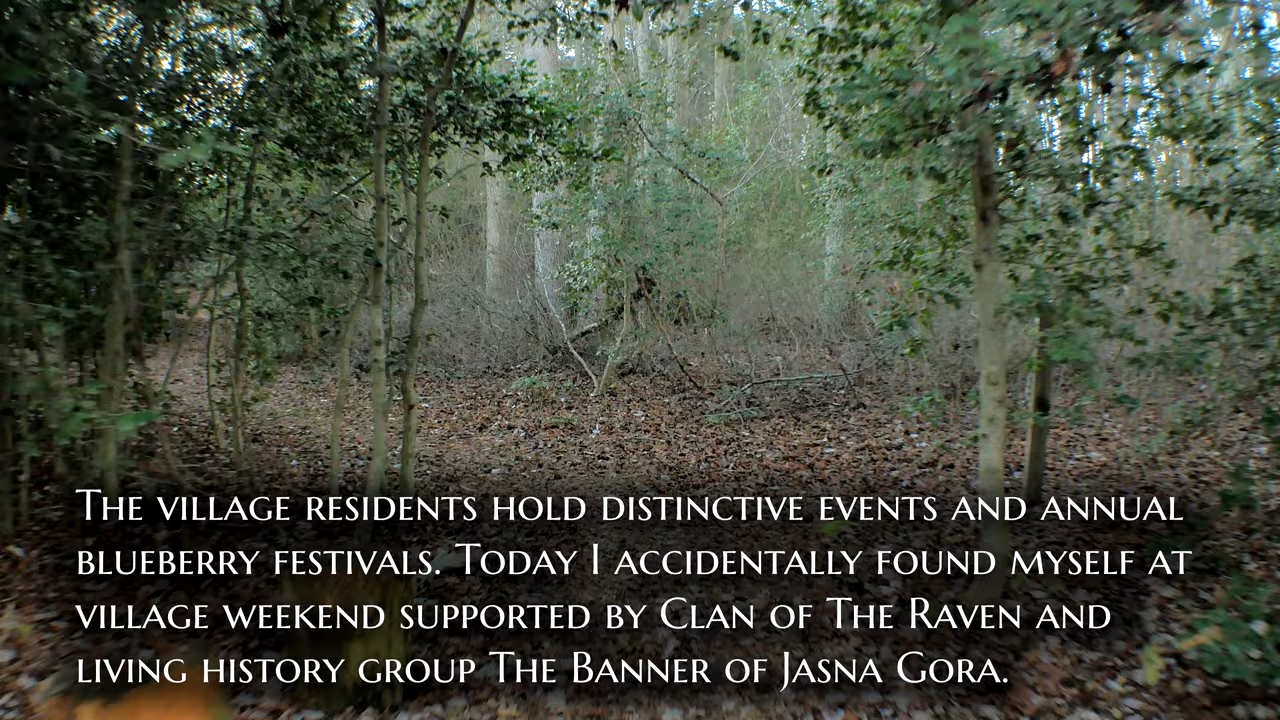 The village residents hold distinctive events and annual
blueberry festivals. Today I accidentally found myself at
village weekend supported by Clan of The Raven and
living history group The Banner of Jasna Gora.